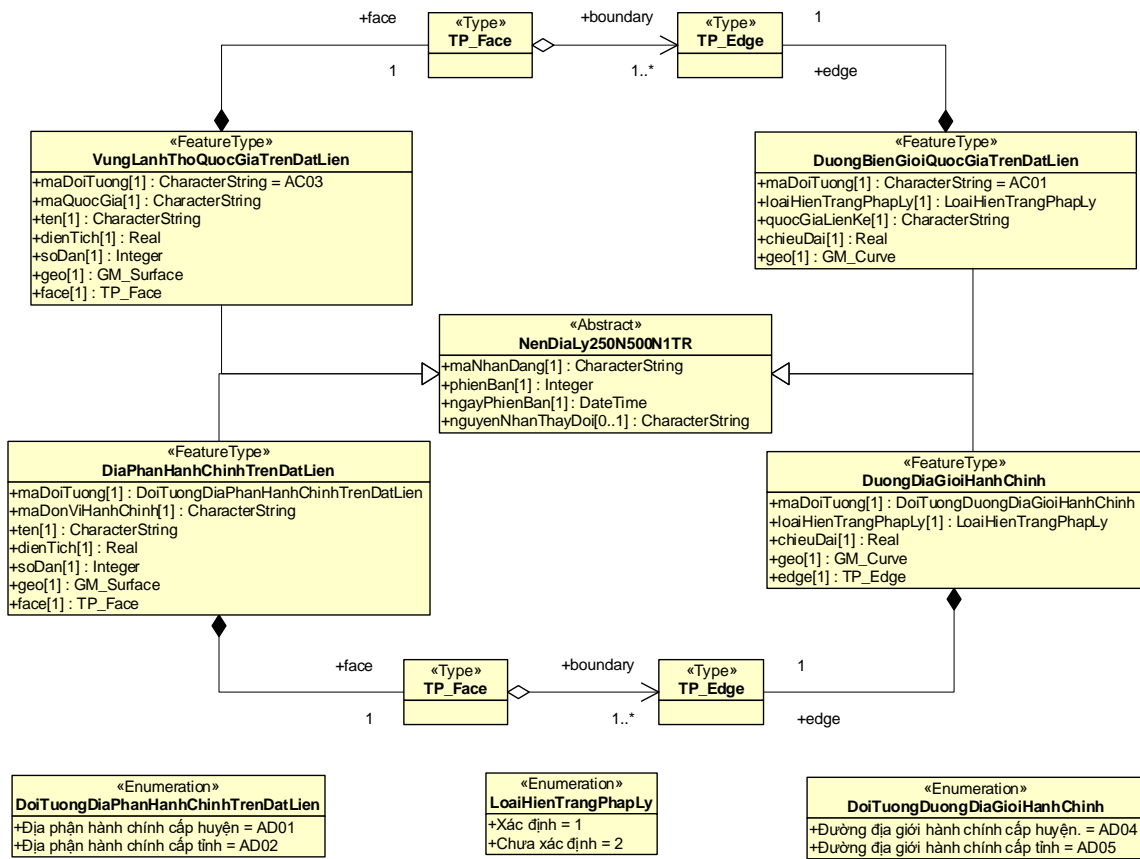 +face
1
«Type»
TP_Face
+boundary
1..*
«Type»
TP_Edge
1
+edge
«FeatureType»
VungLanhThoQuocGiaTrenDatLien
+maDoiTuong[1] : CharacterString = AC03
+maQuocGia[1] : CharacterString
+ten[1] : CharacterString
+dienTich[1] : Real
+soDan[1] : Integer
+geo[1] : GM_Surface
+face[1] : TP_Face
«FeatureType»
DuongBienGioiQuocGiaTrenDatLien
+maDoiTuong[1] : CharacterString = AC01
+loaiHienTrangPhapLy[1] : LoaiHienTrangPhapLy
+quocGiaLienKe[1] : CharacterString
+chieuDai[1] : Real
+geo[1] : GM_Curve
«Abstract»
NenDiaLy250N500N1TR
+maNhanDang[1] : CharacterString
+phienBan[1] : Integer
+ngayPhienBan[1] : DateTime
+nguyenNhanThayDoi[0..1] : CharacterString
«FeatureType»
DiaPhanHanhChinhTrenDatLien
+maDoiTuong[1] : DoiTuongDiaPhanHanhChinhTrenDatLien
+maDonViHanhChinh[1] : CharacterString
+ten[1] : CharacterString
+dienTich[1] : Real
+soDan[1] : Integer
+geo[1] : GM_Surface
+face[1] : TP_Face
«FeatureType»
DuongDiaGioiHanhChinh
+maDoiTuong[1] : DoiTuongDuongDiaGioiHanhChinh
+loaiHienTrangPhapLy[1] : LoaiHienTrangPhapLy
+chieuDai[1] : Real
+geo[1] : GM_Curve
+edge[1] : TP_Edge
+face
1
«Type»
TP_Face
+boundary
1..*
«Type»
TP_Edge
1
+edge
«Enumeration»
DoiTuongDiaPhanHanhChinhTrenDatLien
+Địa phận hành chính cấp huyện = AD01
+Địa phận hành chính cấp tỉnh = AD02
«Enumeration»
LoaiHienTrangPhapLy
+Xác định = 1
+Chưa xác định = 2
«Enumeration»
DoiTuongDuongDiaGioiHanhChinh
+Đường địa giới hành chính cấp huyện. = AD04
+Đường địa giới hành chính cấp tỉnh = AD05